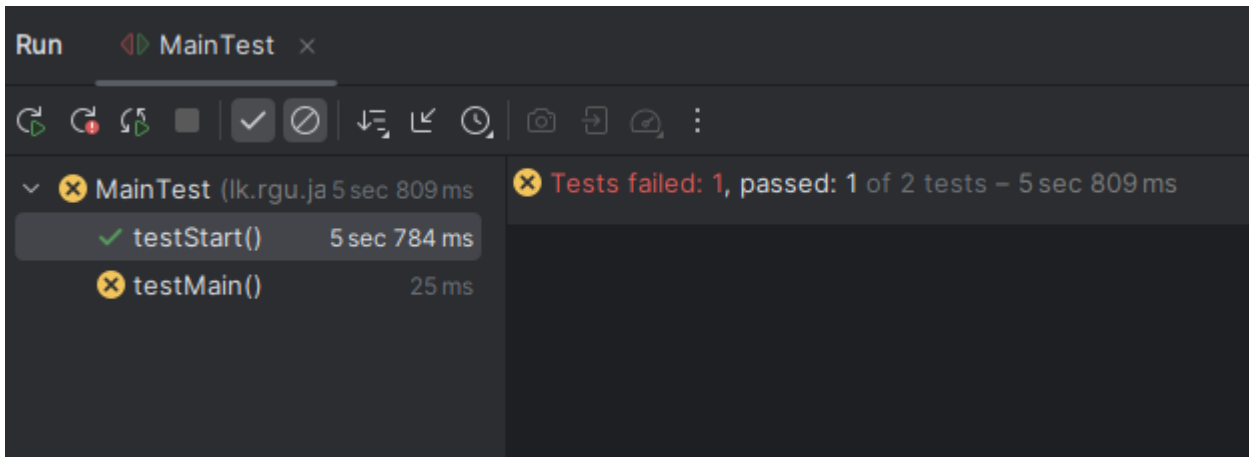 Run MainTest
MainTest (lk.rgu.ja 5 sec 809 ms
testStart() 5 sec 784 ms
testMain() 25 ms
Tests failed: 1, passed: 1 of 2 tests – 5 sec 809 ms